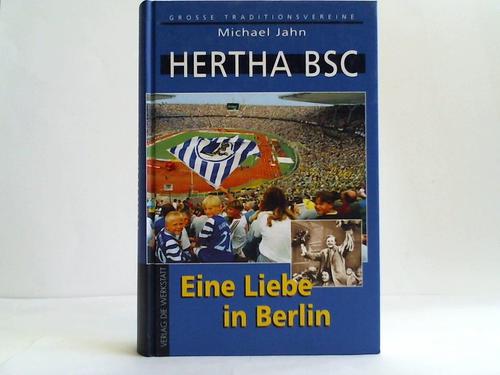 GROSSE TRADITIONSVEREINE
Michael Jahn
HERTHA BSC
Eine Liebe
in Berlin
VERLAG DIE WERKSTATT